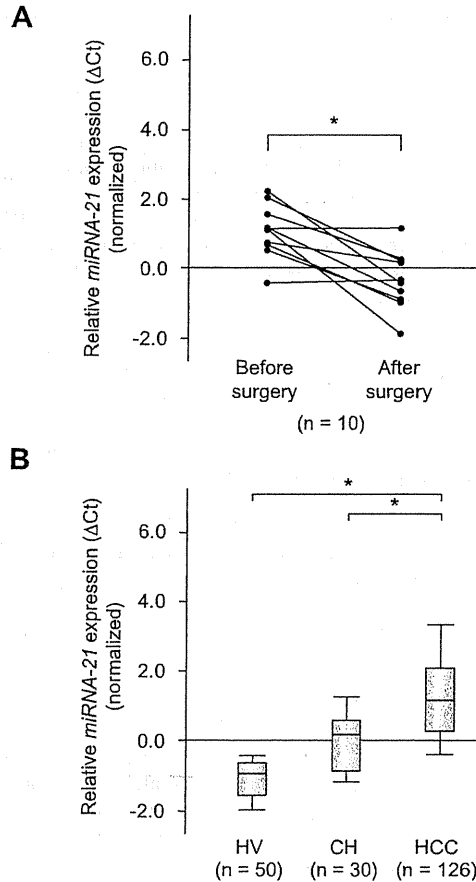 A
Relative miRNA-21 expression (ΔCt)
(normalized)
6.0
4.0
2.0
0.0
-2.0
*
Before
surgery
After
surgery
(n = 10)
B
Relative miRNA-21 expression (ΔCt)
(normalized)
6.0
4.0
2.0
0.0
-2.0
*
*
HV
(n = 50)
CH
(n = 30)
HCC
(n = 126)